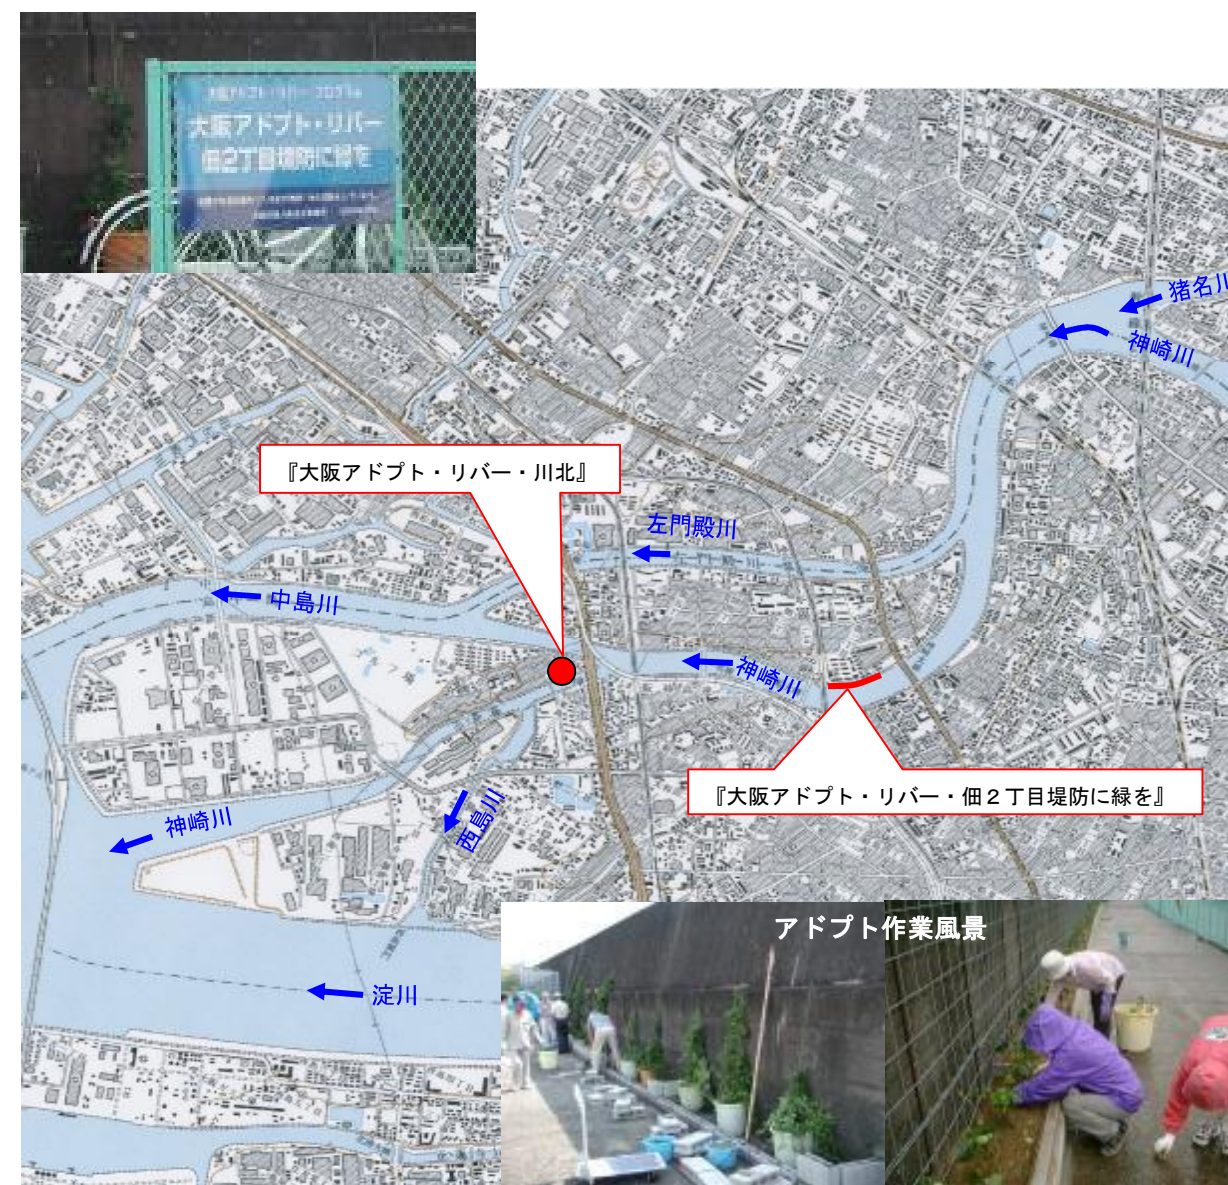 大阪アドプト・リバー
佃2丁目堤防に緑を
猪名川
神崎川
『大阪アドプト・リバー・川北』
左門殿川
中島川
神崎川
『大阪アドプト・リバー・佃２丁目堤防に緑を』
神崎川
西島川
アドプト作業風景
淀川